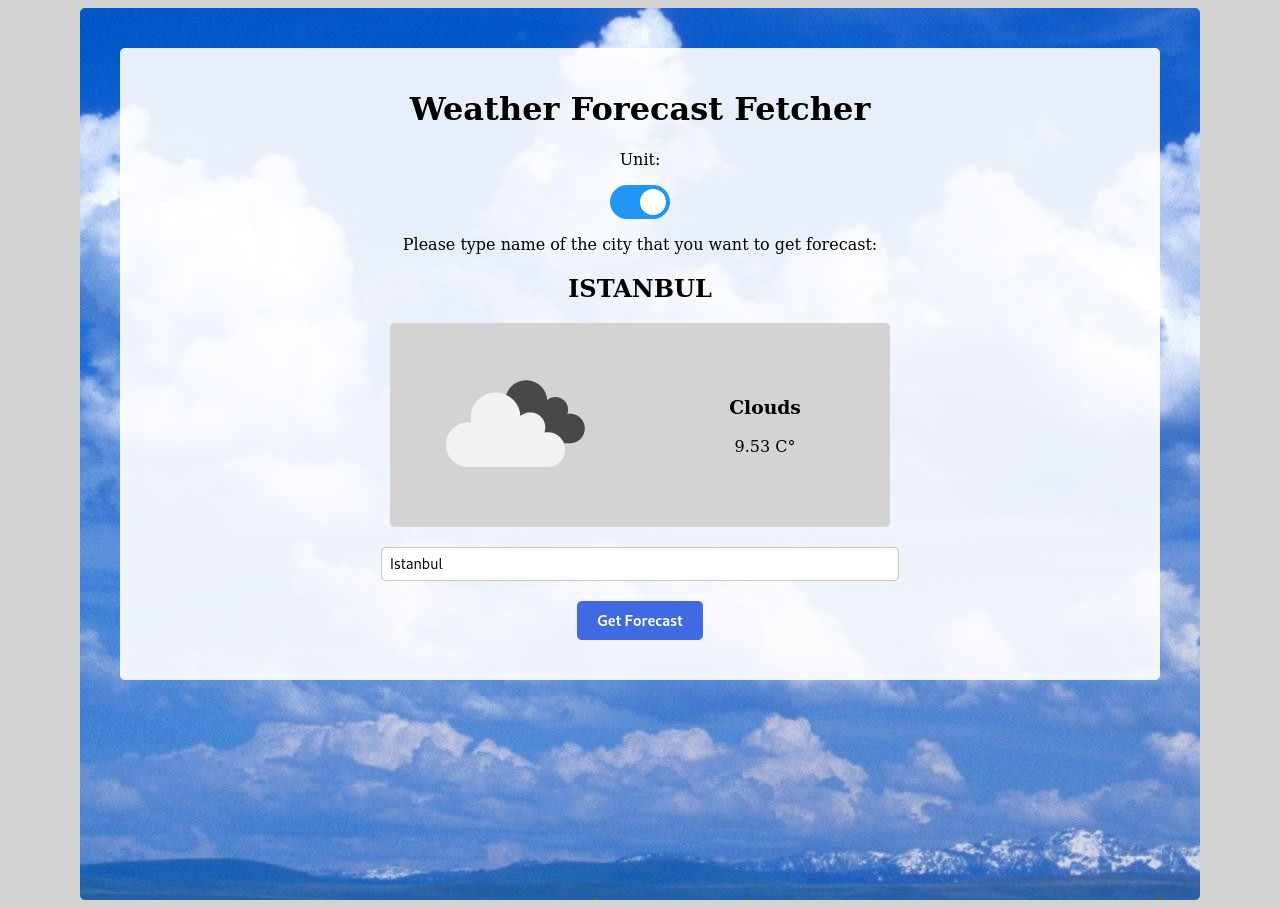 Weather Forecast Fetcher
Unit:
Please type name of the city that you want to get forecast:
ISTANBUL
Clouds
9.53 C°
Istanbul
Get Forecast